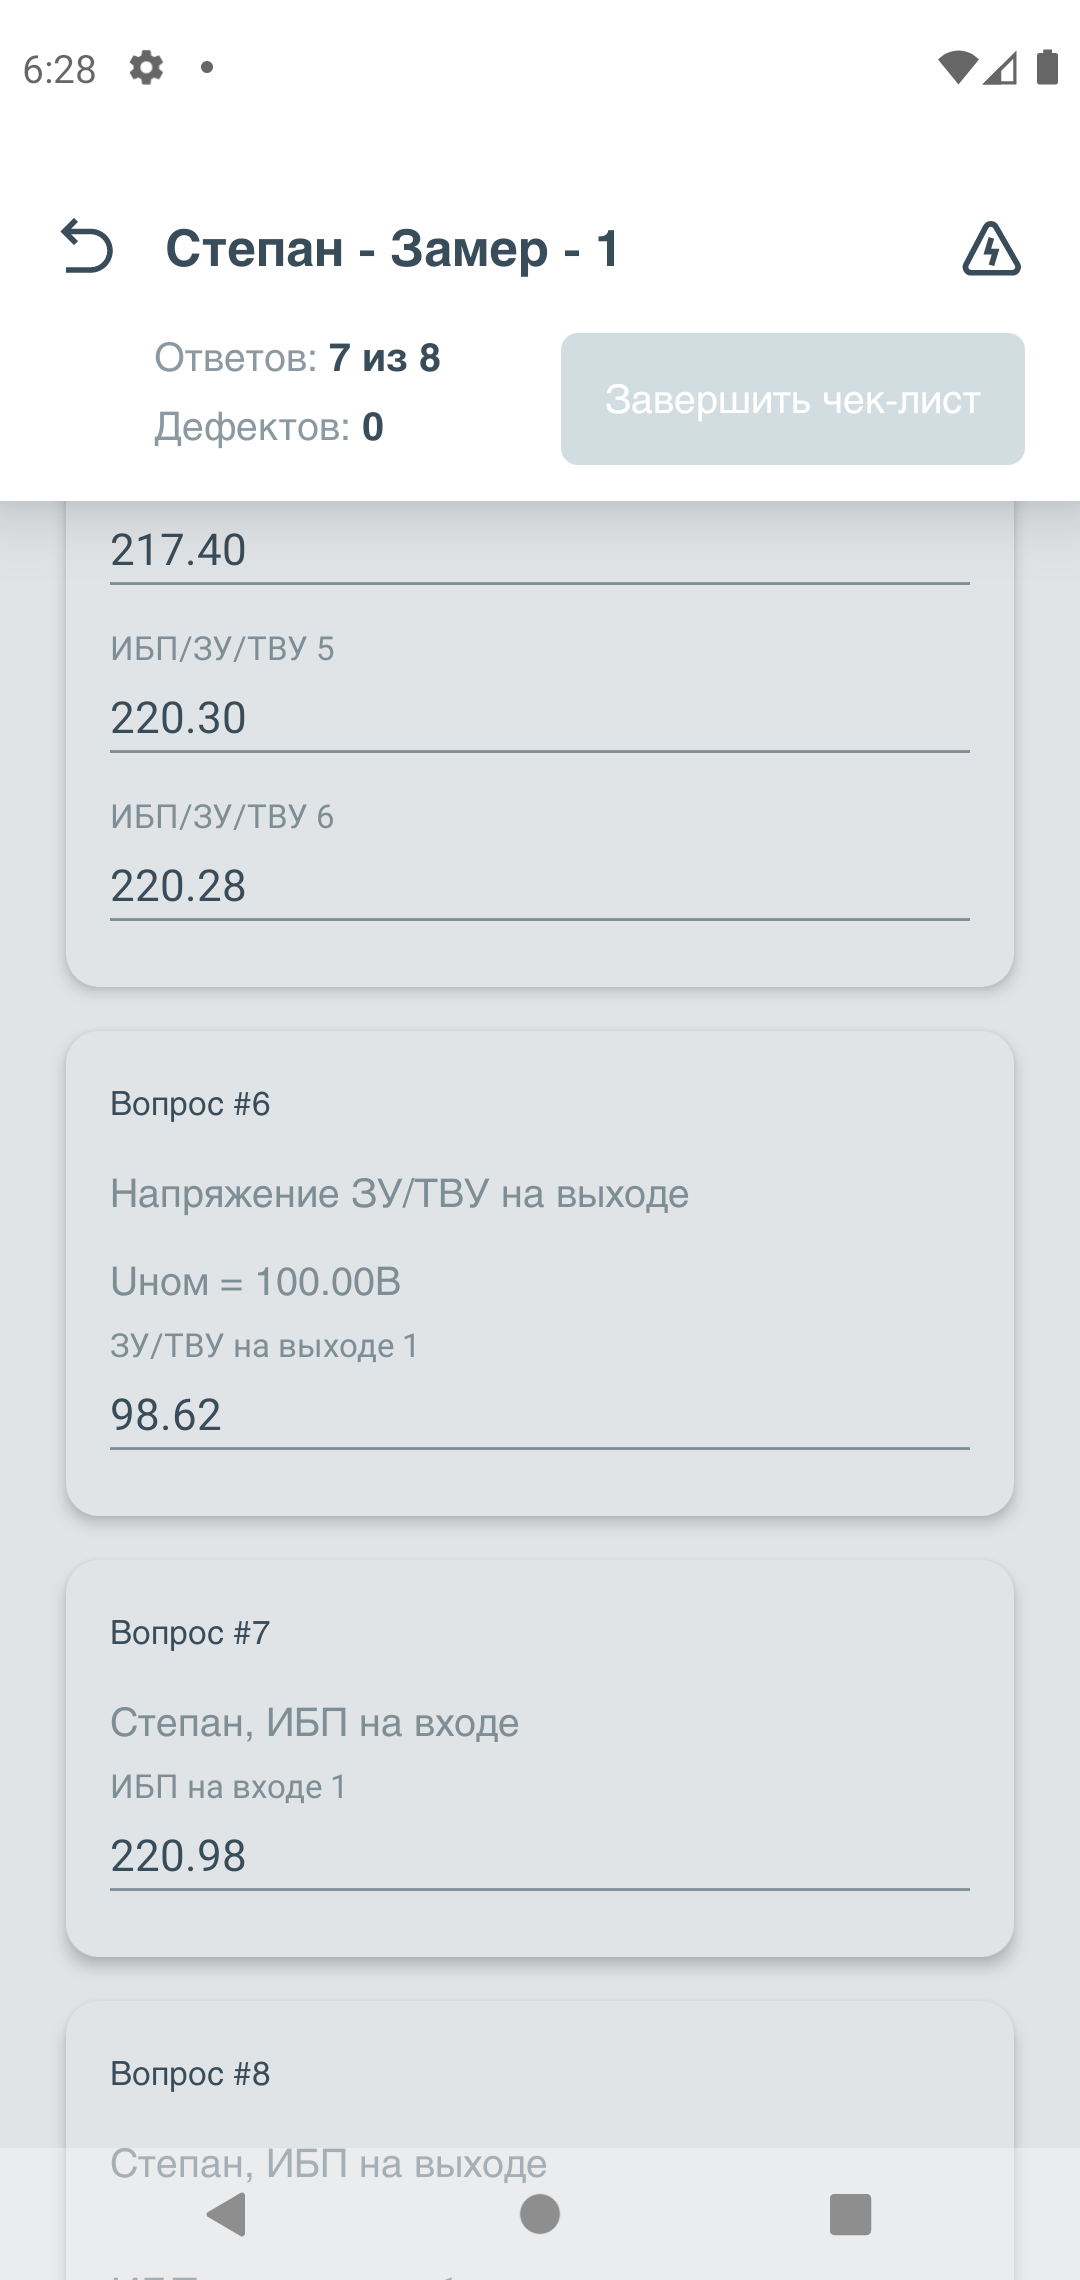 6:28
Степан - Замер - 1
Ответов: 7 из 8
Дефектов: 0
Завершить чек-лист
217.40
ИБП/ЗУ/ТВУ 5
220.30
ИБП/ЗУ/ТВУ 6
220.28
Вопрос #6
Напряжение ЗУ/ТВУ на выходе
Uном = 100.00В
ЗУ/ТВУ на выходе 1
98.62
Вопрос #7
Степан, ИБП на входе
ИБП на входе 1
220.98
Вопрос #8
Степан, ИБП на выходе